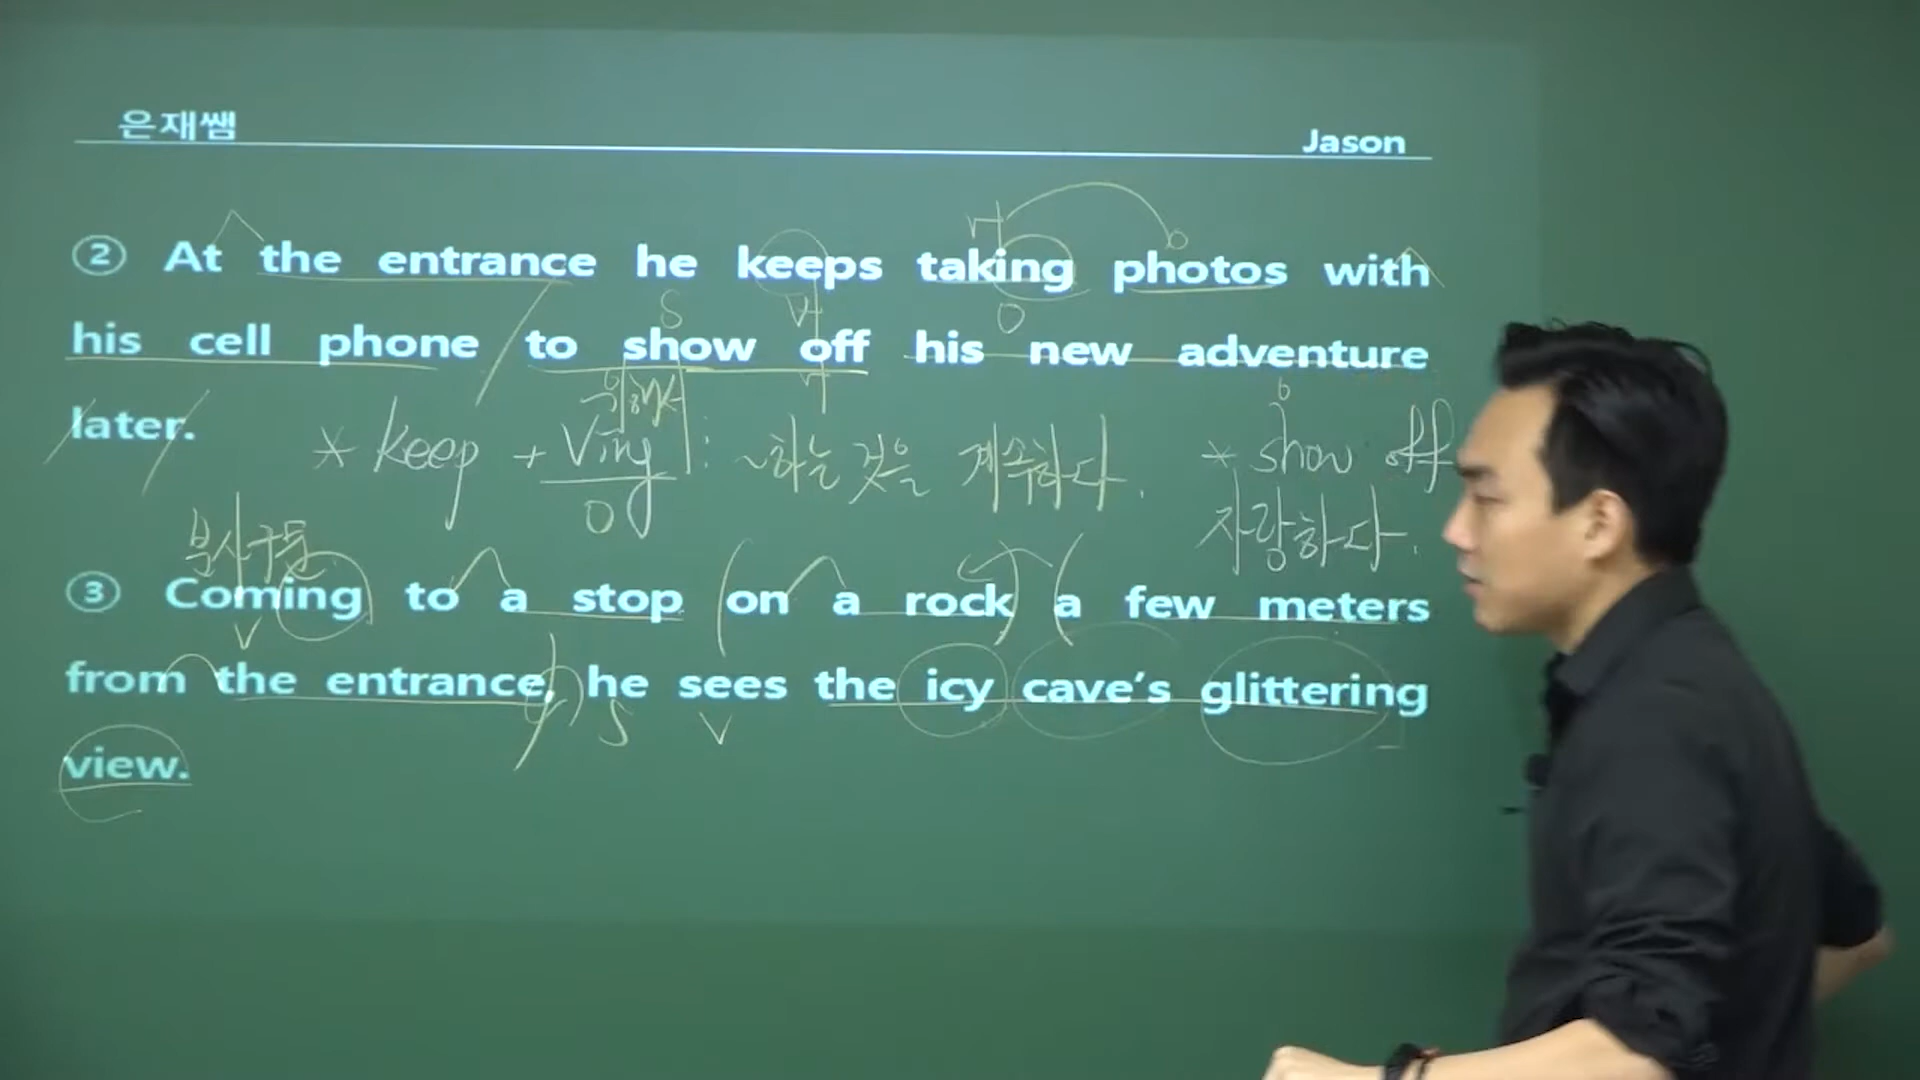 은재쌤 Jason
② At the entrance he keeps taking photos with
his cell phone to show off his new adventure
later.
S V O
위해서
* keep + Ving : ~하는 것을 계속하다.
O
* show off
자랑하다.
분사구문
③ Coming to a stop (on a rock) (a few meters
from the entrance, he sees the icy cave's glittering
V S V
view.